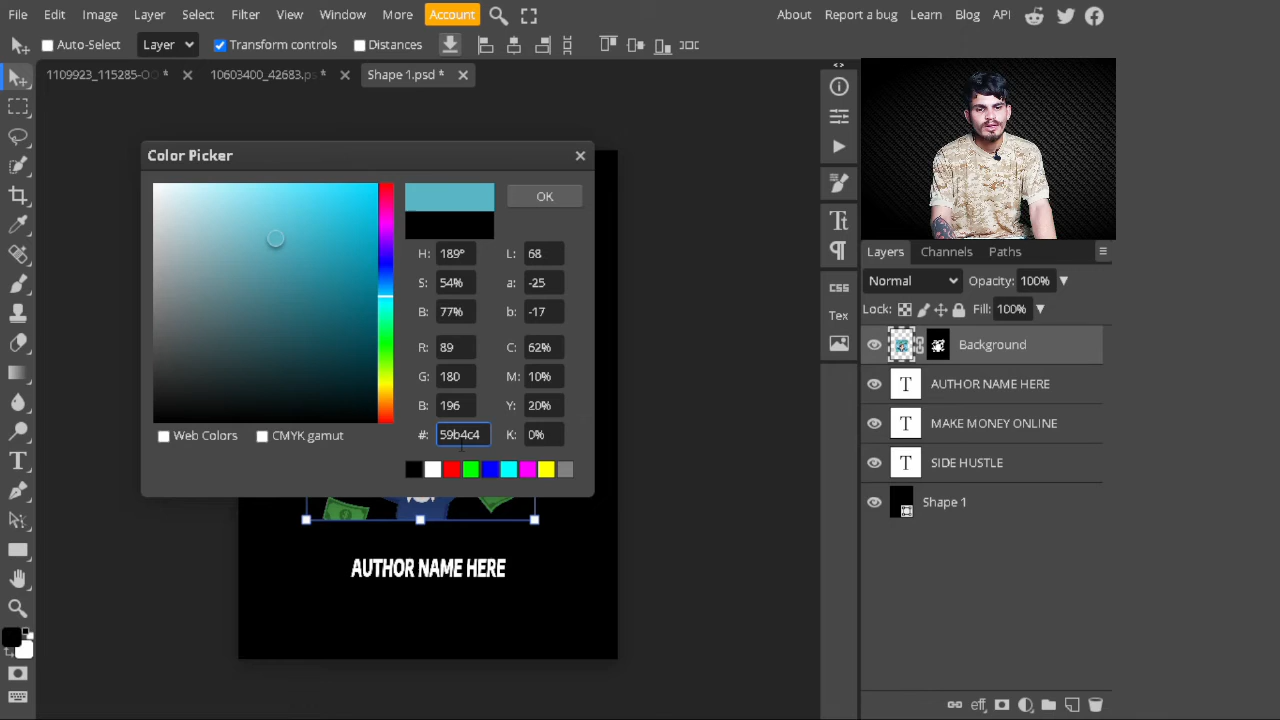 File Edit Image Layer Select Filter View Window More Account About Report a bug Learn Blog API
Auto-Select Layer Transform controls Distances
1109923_115285-O * 10603400_42683.ps * Shape 1.psd *
Color Picker
OK
H: 189° L: 68
S: 54% a: -25
B: 77% b: -17
R: 89 C: 62%
G: 180 M: 10%
B: 196 Y: 20%
#: 59b4c4 K: 0%
Web Colors CMYK gamut
AUTHOR NAME HERE
CSS
Tex
Layers Channels Paths
Normal Opacity: 100%
Lock: Fill: 100%
Background
AUTHOR NAME HERE
MAKE MONEY ONLINE
SIDE HUSTLE
Shape 1
eff